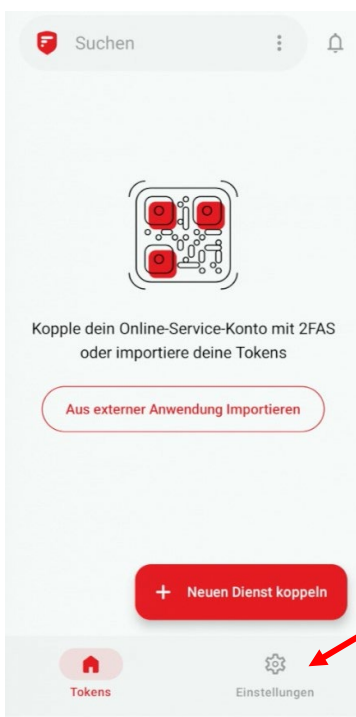 Suchen
Kopple dein Online-Service-Konto mit 2FAS
oder importiere deine Tokens
Aus externer Anwendung Importieren
+ Neuen Dienst koppeln
Tokens
Einstellungen